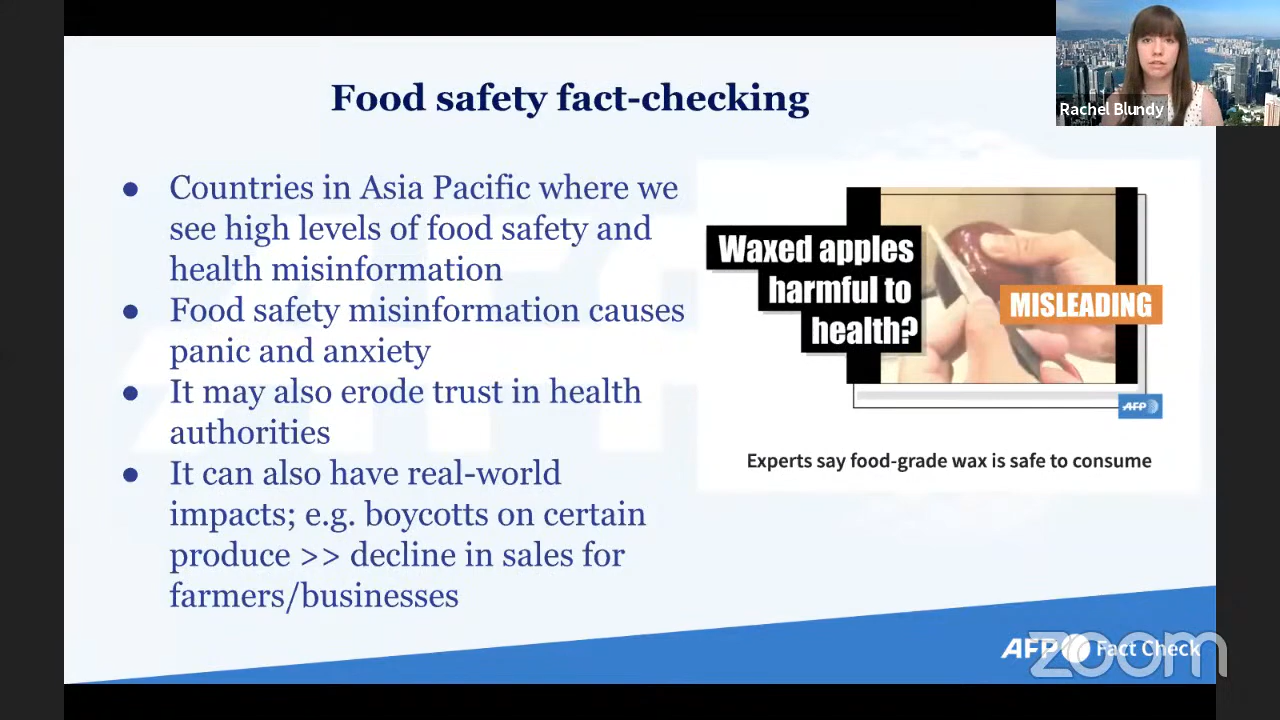 Food safety fact-checking
Rachel Blundy
● Countries in Asia Pacific where we
see high levels of food safety and
health misinformation
● Food safety misinformation causes
panic and anxiety
● It may also erode trust in health
authorities
● It can also have real-world
impacts; e.g. boycotts on certain
produce >> decline in sales for
farmers/businesses
Waxed apples
harmful to
health?
MISLEADING
AFP
Experts say food-grade wax is safe to consume
AFP Fact Check
zoom